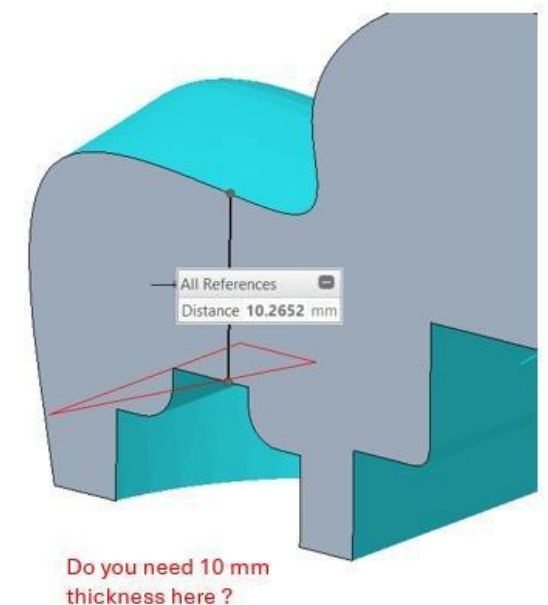 All References
Distance 10.2652 mm
Do you need 10 mm
thickness here ?